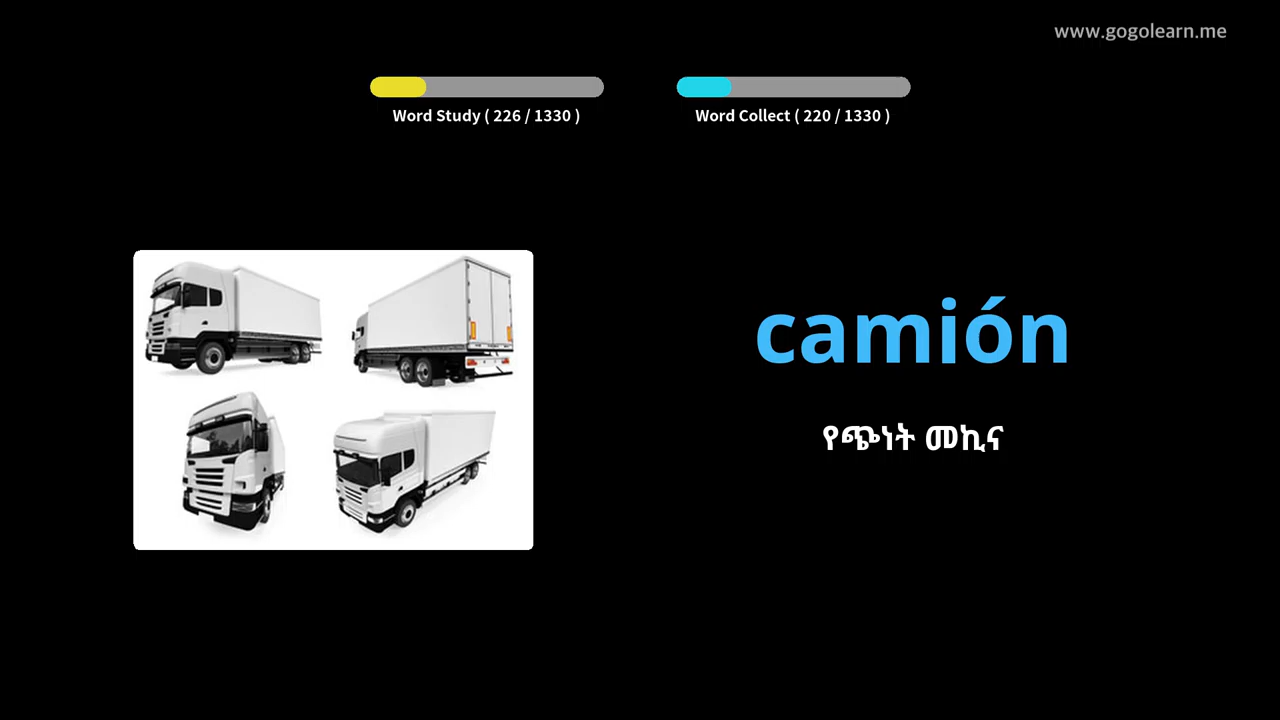 www.gogolearn.me
Word Study ( 226 / 1330 )
Word Collect ( 220 / 1330 )
camión
የጭነት መኪና